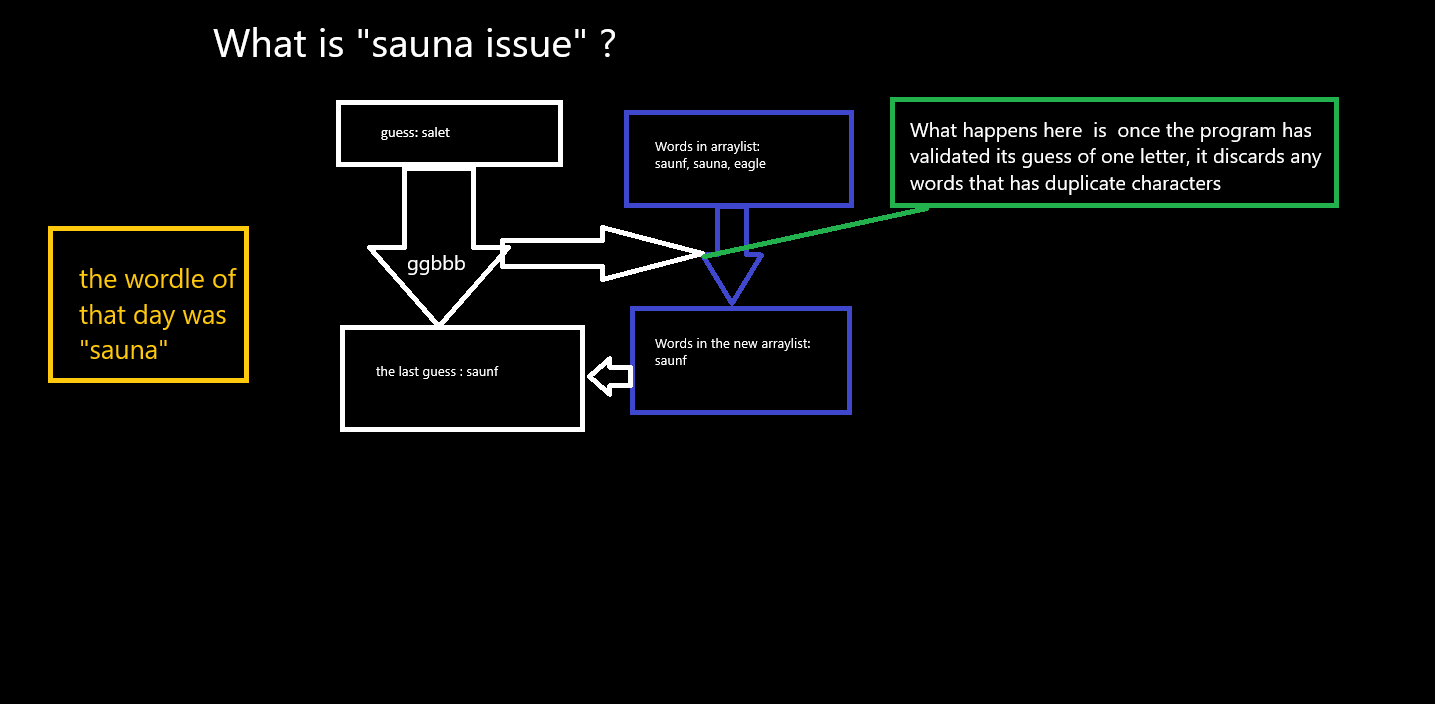 What is "sauna issue" ?
guess: salet
Words in arraylist:
saunf, sauna, eagle
What happens here is once the program has
validated its guess of one letter, it discards any
words that has duplicate characters
the wordle of
that day was
"sauna"
ggbbb
the last guess : saunf
Words in the new arraylist:
saunf